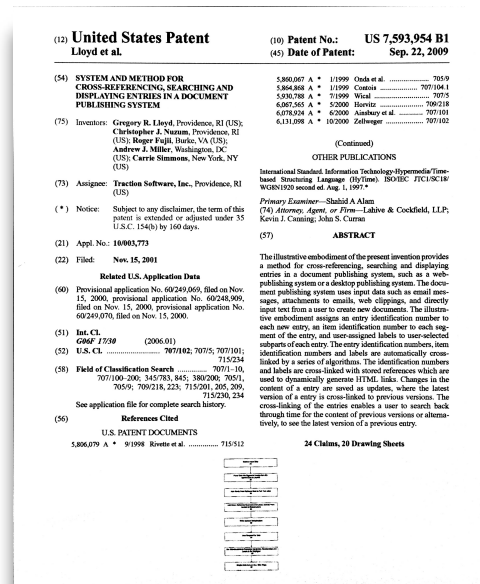 (12) United States Patent
Lloyd et al.
(10) Patent No.: US 7,593,954 B1
(45) Date of Patent: Sep. 22, 2009
(54) SYSTEM AND METHOD FOR
CROSS-REFERENCING, SEARCHING AND
DISPLAYING ENTRIES IN A DOCUMENT
PUBLISHING SYSTEM
(75) Inventors: Gregory R. Lloyd, Providence, RI (US);
Christopher J. Nuzum, Providence, RI
(US); Roger Fujii, Burke, VA (US);
Andrew J. Miller, Washington, DC
(US); Carrie Simmons, New York, NY
(US)
(73) Assignee: Traction Software, Inc., Providence, RI
(US)
( * ) Notice: Subject to any disclaimer, the term of this
patent is extended or adjusted under 35
U.S.C. 154(b) by 160 days.
(21) Appl. No.: 10/003,773
(22) Filed: Nov. 15, 2001
Related U.S. Application Data
(60) Provisional application No. 60/249,069, filed on Nov.
15, 2000, provisional application No. 60/248,909,
filed on Nov. 15, 2000, provisional application No.
60/249,070, filed on Nov. 15, 2000.
(51) Int. Cl.
G06F 17/30 (2006.01)
(52) U.S. Cl. .................. 707/102; 707/5; 707/101;
715/234
(58) Field of Classification Search .................. 707/1-10,
707/100-200; 345/783, 845; 380/200; 705/1,
705/9; 709/218, 223; 715/201, 205, 209,
715/230, 234
See application file for complete search history.
(56) References Cited
U.S. PATENT DOCUMENTS
5,806,079 A * 9/1998 Rivette et al. ............... 715/512
5,860,067 A * 1/1999 Onda et al. .................. 705/9
5,864,868 A * 1/1999 Contois .................. 707/104.1
5,930,788 A * 7/1999 Wical .................. 707/5
6,067,565 A * 5/2000 Horvitz .................. 709/218
6,078,924 A * 6/2000 Ainsbury et al. ............ 707/101
6,131,098 A * 10/2000 Zellweger .................. 707/102
(Continued)
OTHER PUBLICATIONS
International Standard. Information Technology-Hypermedia/Time-
based Structuring Language (HyTime). ISO/IEC JTC1/SC18/
WG8N1920 second ed. Aug. 1, 1997.*
Primary Examiner—Shahid A Alam
(74) Attorney, Agent, or Firm—Lahive & Cockfield, LLP;
Kevin J. Canning; John S. Curran
(57) ABSTRACT
The illustrative embodiment of the present invention provides
a method for cross-referencing, searching and displaying
entries in a document publishing system, such as a web-
publishing system or a desktop publishing system. The docu-
ment publishing system uses input data such as email mes-
sages, attachments to emails, web clippings, and directly
input text from a user to create new documents. The illustra-
tive embodiment assigns an entry identification number to
each new entry, an item identification number to each seg-
ment of the entry, and user-assigned labels to user-selected
subparts of each entry. The entry identification numbers, item
identification numbers and labels are automatically cross-
linked by a series of algorithms. The identification numbers
and labels are cross-linked with stored references which are
used to dynamically generate HTML links. Changes in the
content of a entry are saved as updates, where the latest
version of a entry is cross-linked to previous versions. The
cross-linking of the entries enables a user to search back
through time for the content of previous versions or alterna-
tively, to see the latest version of a previous entry.
24 Claims, 20 Drawing Sheets